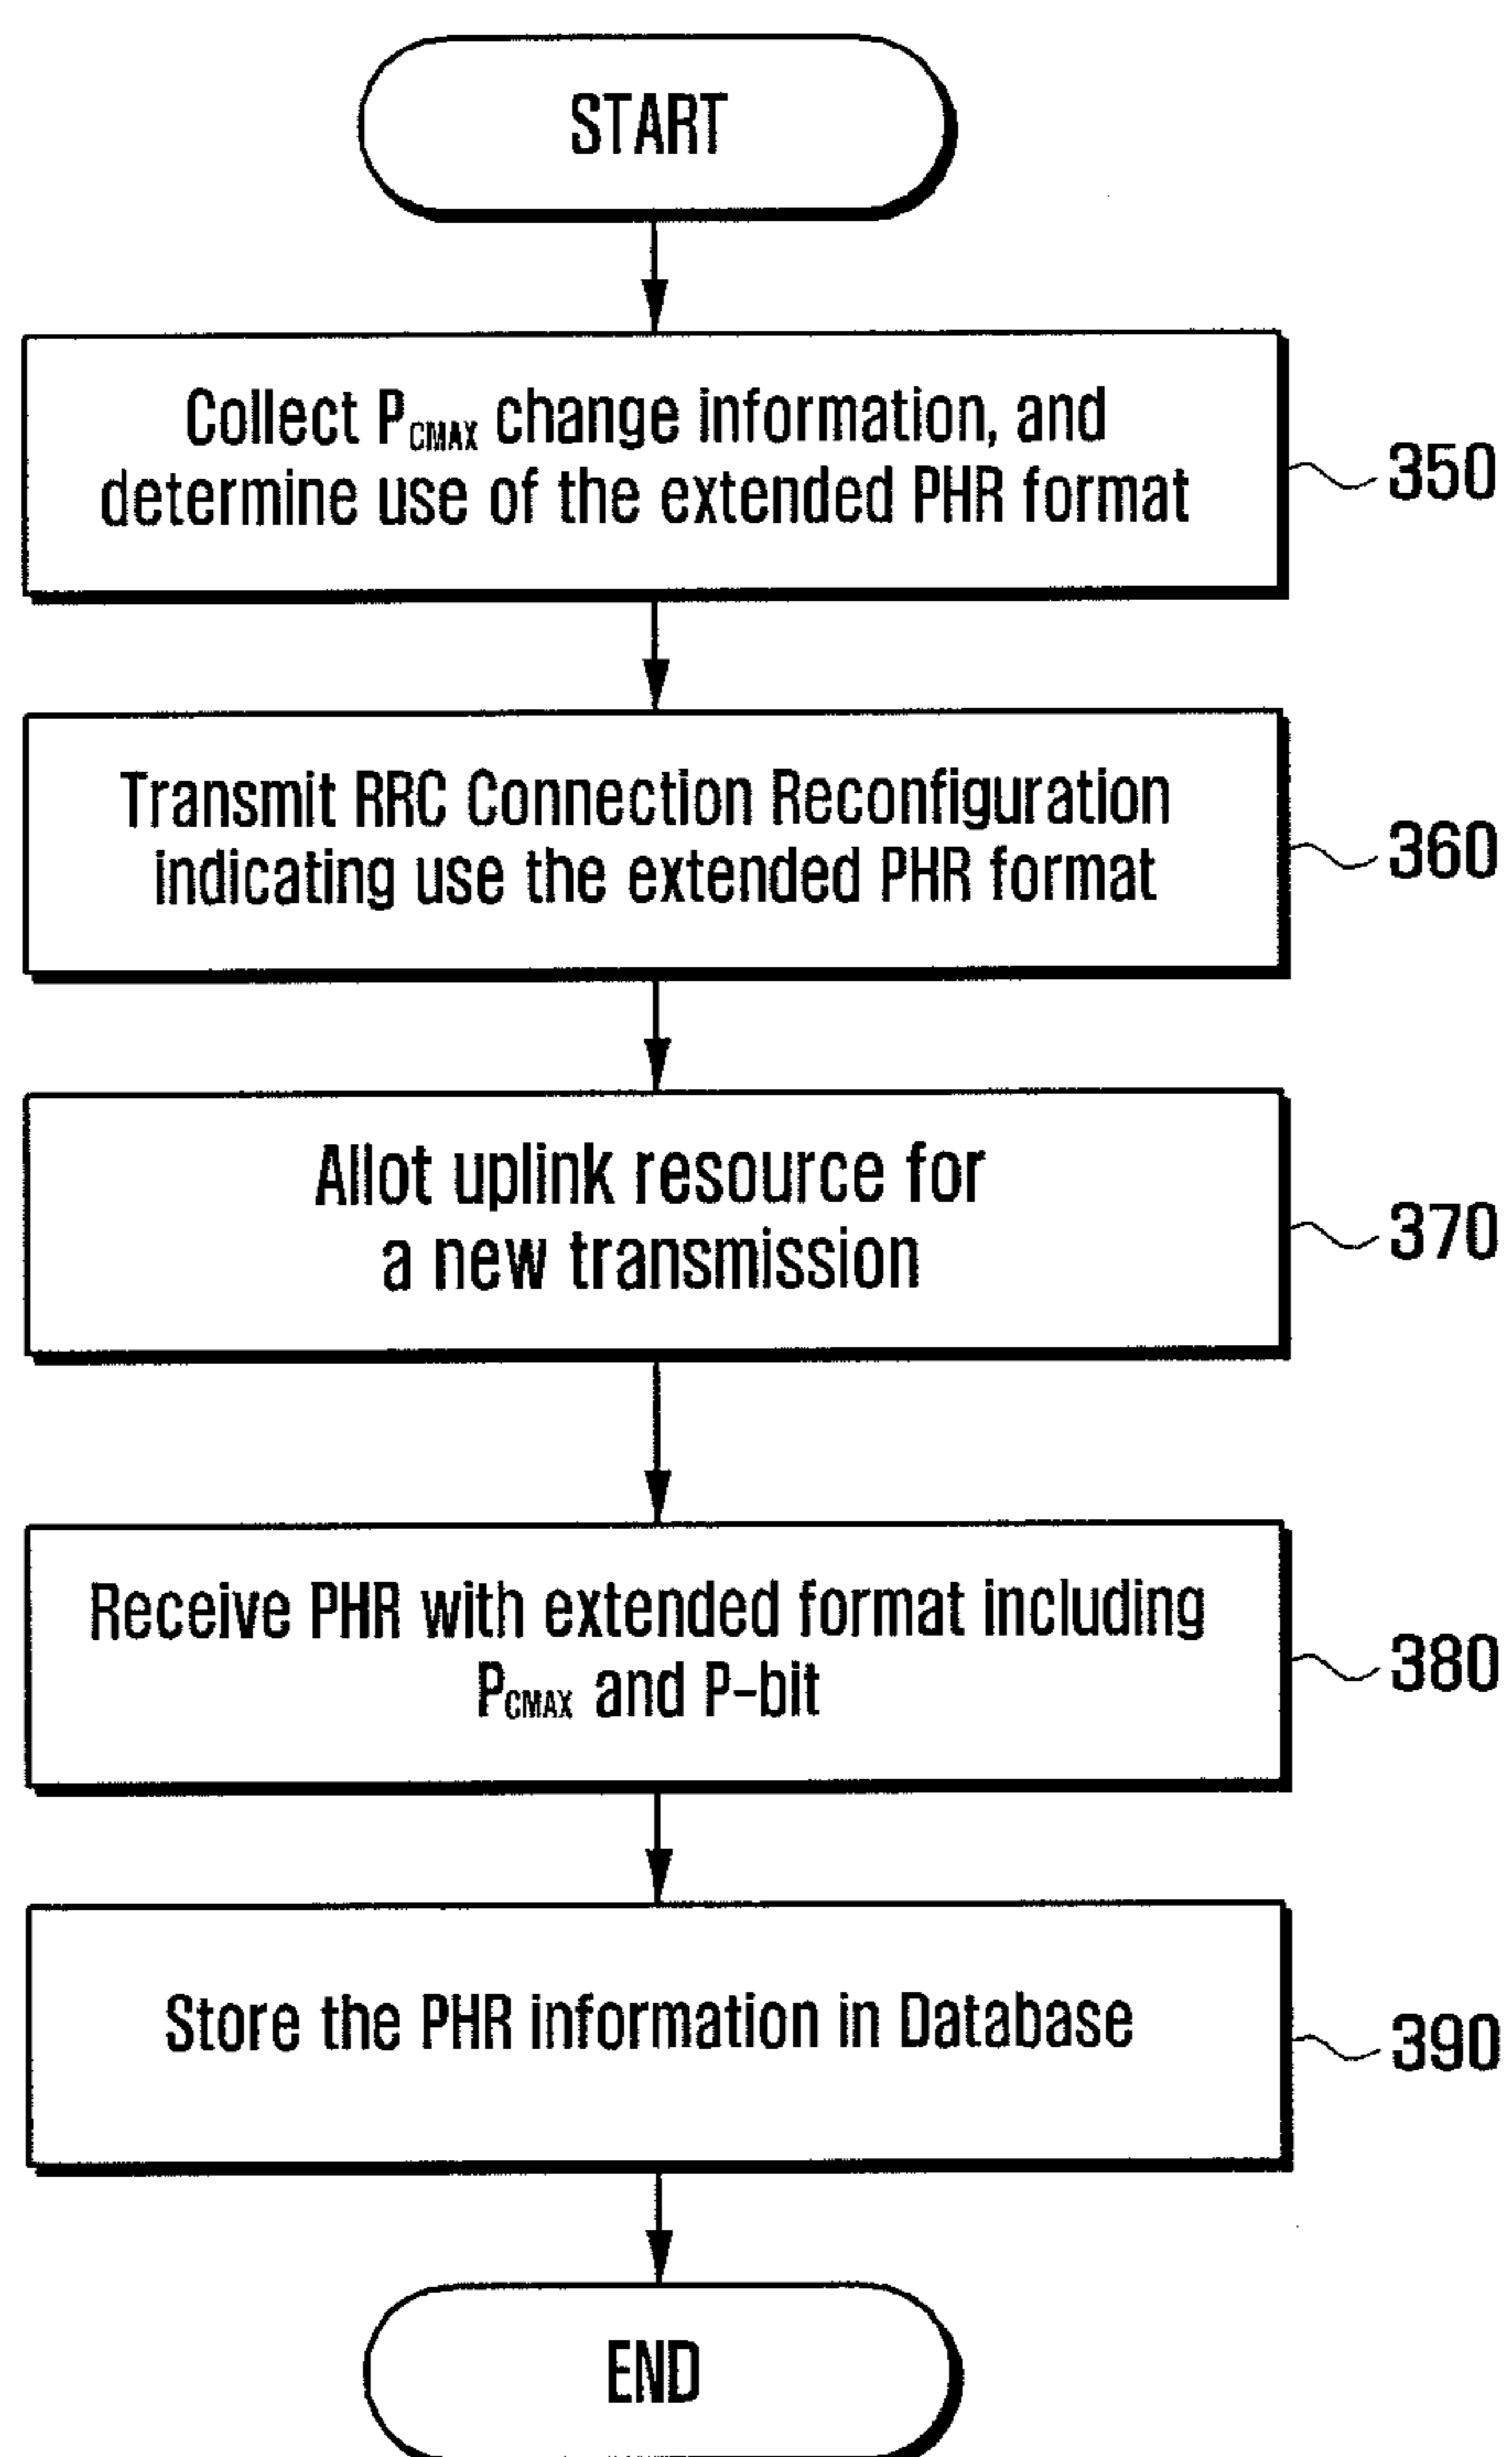 START
Collect PCMAX change information, and
determine use of the extended PHR format
350
Transmit RRC Connection Reconfiguration
indicating use the extended PHR format
360
Allot uplink resource for
a new transmission
370
Receive PHR with extended format including
PCMAX and P-bit
380
Store the PHR information in Database
390
END